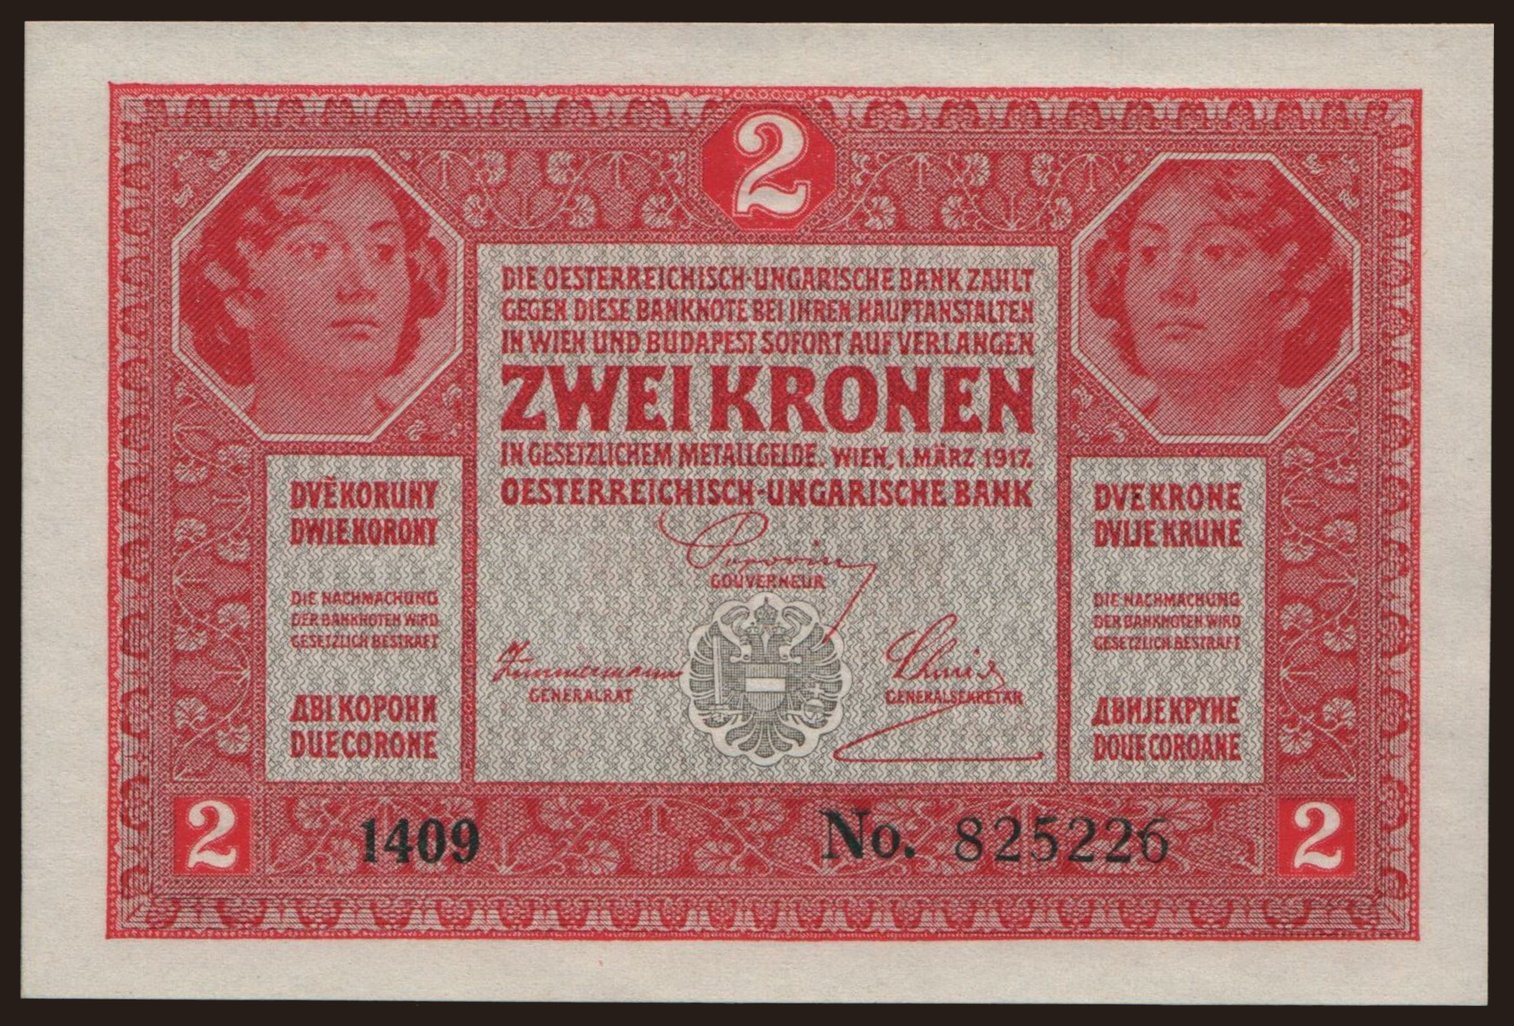 2
DIE OESTERREICHISCH-UNGARISCHE BANK ZAHLT
GEGEN DIESE BANKNOTE BEI IHREN HAUPTANSTALTEN
IN WIEN UND BUDAPEST SOFORT AUF VERLANGEN
ZWEI KRONEN
IN GESETZLICHEM METALLGELDE. WIEN, 1. MÄRZ 1917.
OESTERREICHISCH-UNGARISCHE BANK
Popovics
GOUVERNEUR
Zimmermann
GENERALRAT
Schmid
GENERALSEKRETÄR
DVĚ KORUNY
DWIE KORONY
DIE NACHMACHUNG
DER BANKNOTEN WIRD
GESETZLICH BESTRAFT
ДВІ КОРОНИ
DUE CORONE
DVE KRONE
DVIJE KRUNE
DIE NACHMACHUNG
DER BANKNOTEN WIRD
GESETZLICH BESTRAFT
ДВИЈЕ КРУНЕ
DOUE COROANE
2
1409
No. 825226
2